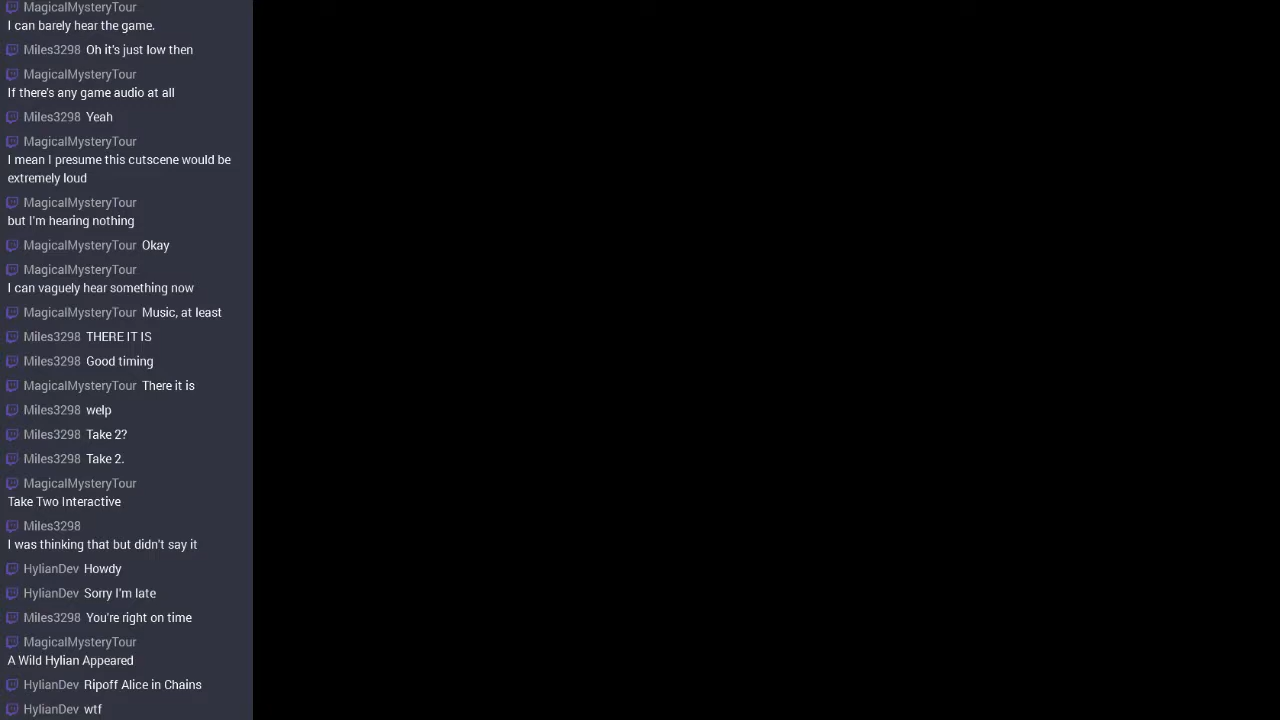 MagicalMysteryTour
I can barely hear the game.
Miles3298 Oh it's just low then
MagicalMysteryTour
If there's any game audio at all
Miles3298 Yeah
MagicalMysteryTour
I mean I presume this cutscene would be
extremely loud
MagicalMysteryTour
but I'm hearing nothing
MagicalMysteryTour Okay
MagicalMysteryTour
I can vaguely hear something now
MagicalMysteryTour Music, at least
Miles3298 THERE IT IS
Miles3298 Good timing
MagicalMysteryTour There it is
Miles3298 welp
Miles3298 Take 2?
Miles3298 Take 2.
MagicalMysteryTour
Take Two Interactive
Miles3298
I was thinking that but didn't say it
HylianDev Howdy
HylianDev Sorry I'm late
Miles3298 You're right on time
MagicalMysteryTour
A Wild Hylian Appeared
HylianDev Ripoff Alice in Chains
HylianDev wtf